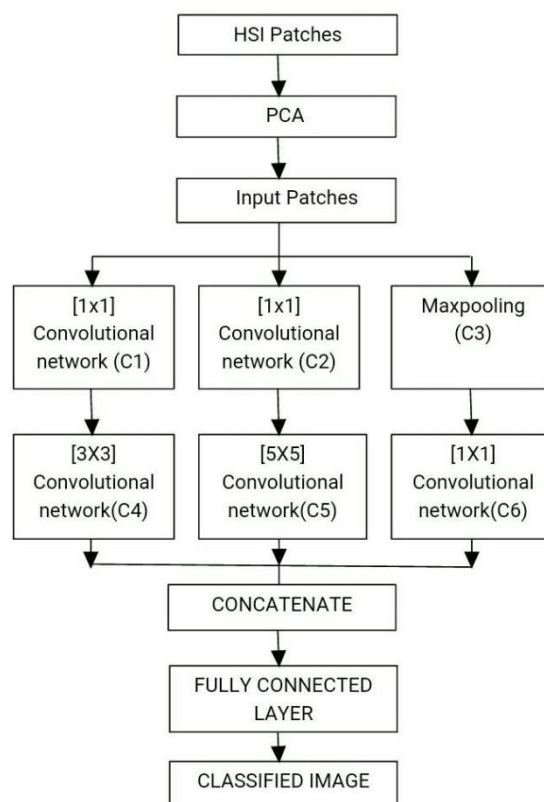 HSI Patches
PCA
Input Patches
[1x1]
Convolutional
network (C1)
[1x1]
Convolutional
network (C2)
Maxpooling
(C3)
[3X3]
Convolutional
network(C4)
[5X5]
Convolutional
network(C5)
[1X1]
Convolutional
network(C6)
CONCATENATE
FULLY CONNECTED
LAYER
CLASSIFIED IMAGE